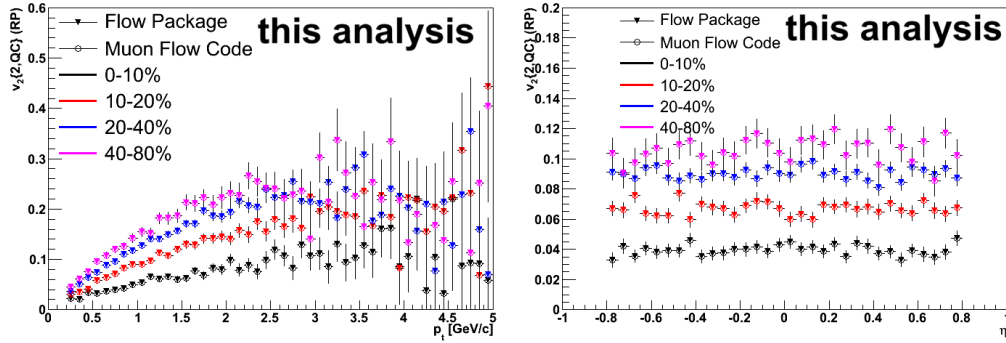 this analysis
Flow Package
Muon Flow Code
0-10%
10-20%
20-40%
40-80%
v2{2,QC} (RP)
0.6
0.5
0.4
0.3
0.2
0.1
0
0 0.5 1 1.5 2 2.5 3 3.5 4 4.5 5
pt [GeV/c]
this analysis
Flow Package
Muon Flow Code
0-10%
10-20%
20-40%
40-80%
v2{2,QC} (RP)
0.2
0.18
0.16
0.14
0.12
0.1
0.08
0.06
0.04
0.02
0
-1 -0.8 -0.6 -0.4 -0.2 0 0.2 0.4 0.6 0.8 1
η